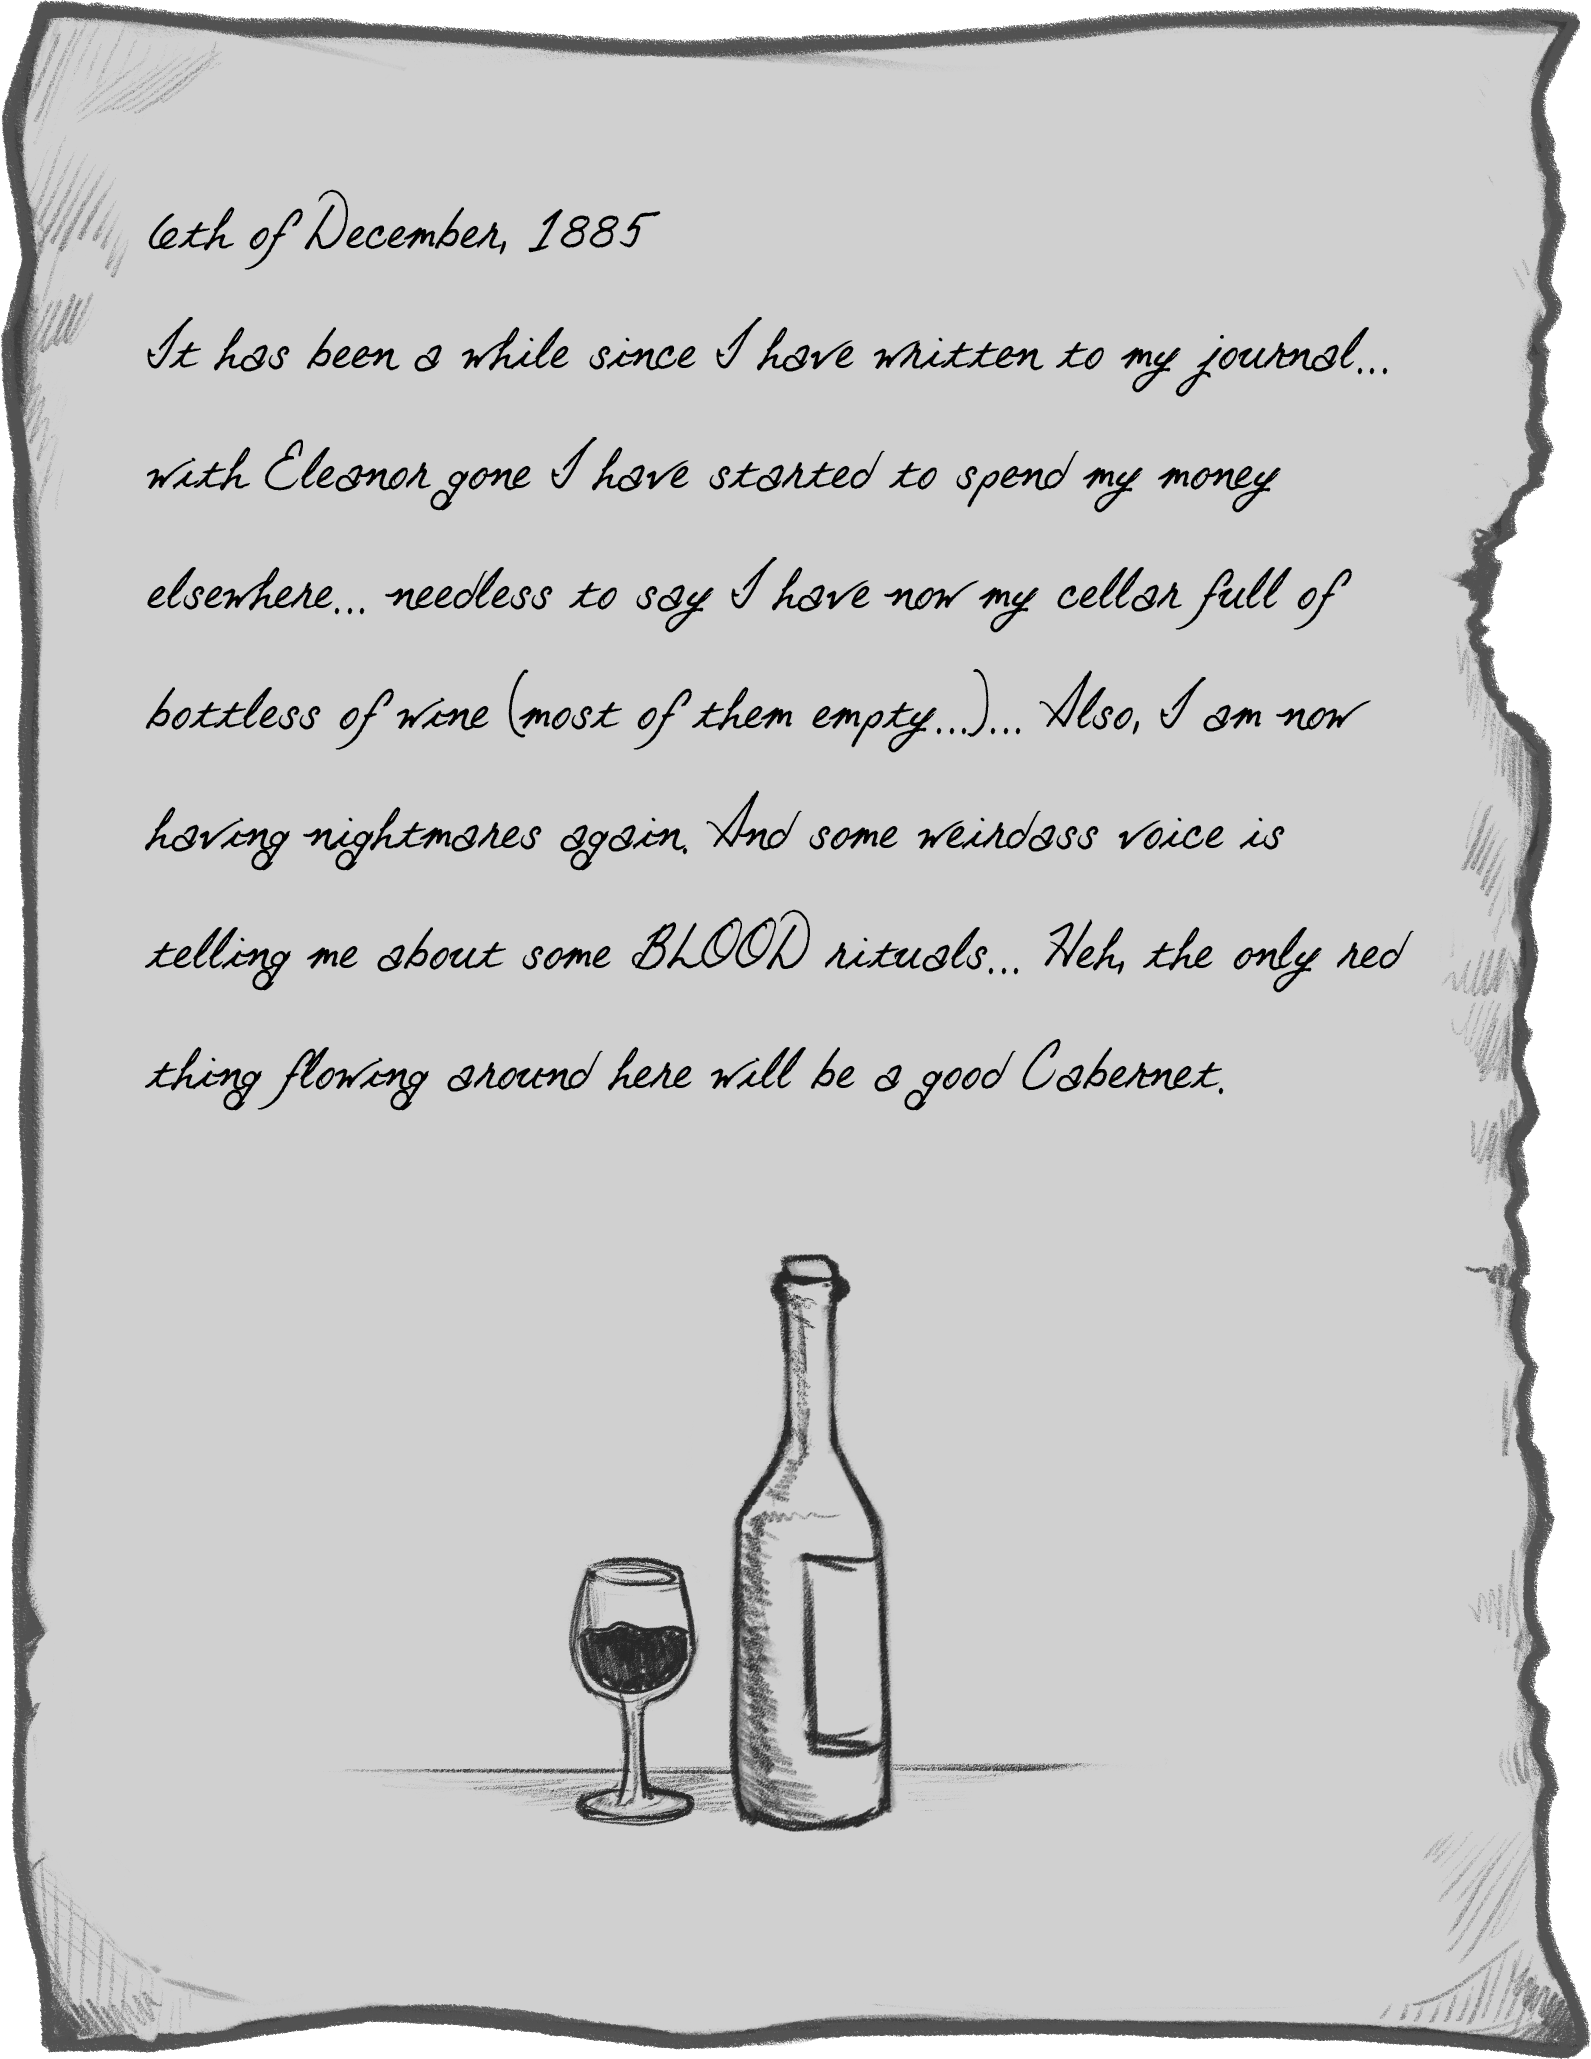 6th of December, 1885
It has been a while since I have written to my journal...
with Eleanor gone I have started to spend my money
elsewhere... needless to say I have now my cellar full of
bottless of wine (most of them empty...)... Also, I am now
having nightmares again. And some weirdass voice is
telling me about some BLOOD rituals... Heh, the only red
thing flowing around here will be a good Cabernet.